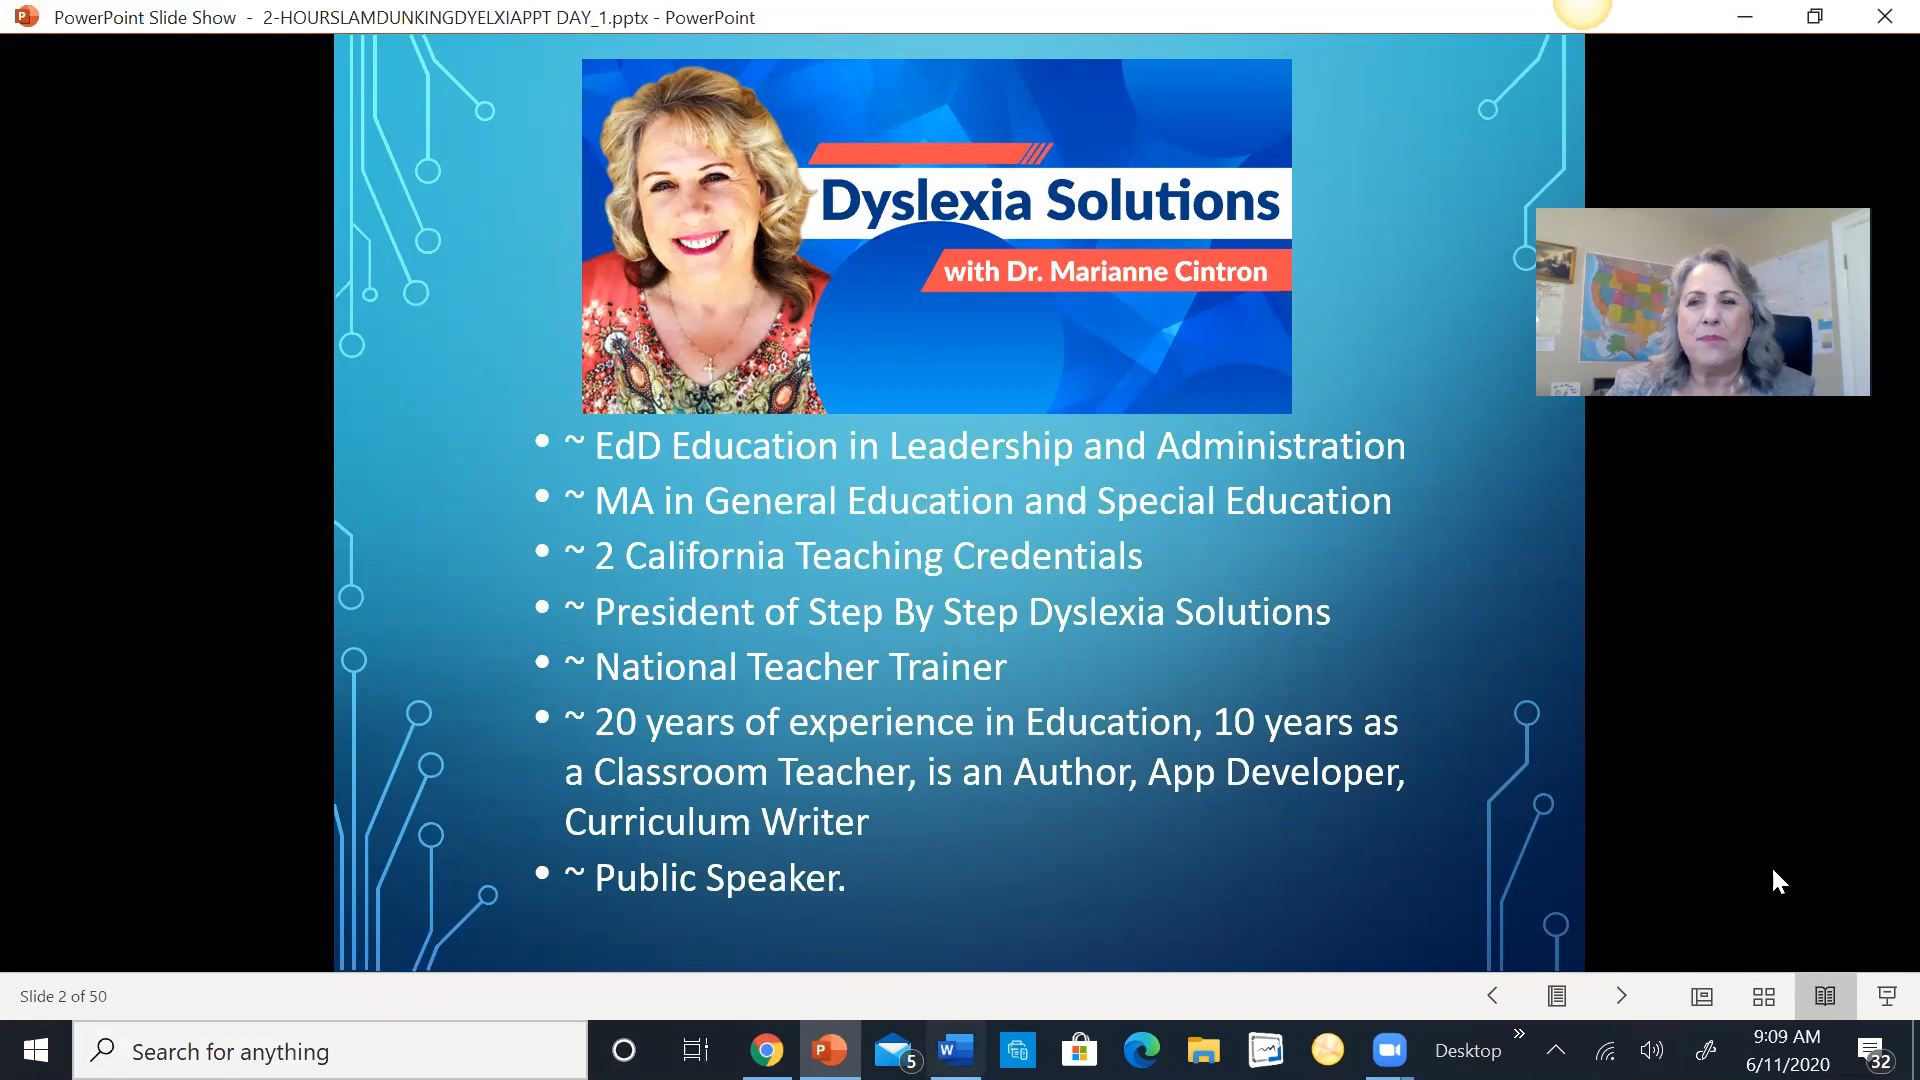 PowerPoint Slide Show - 2-HOURSLAMDUNKINGDYELXIAPPT DAY_1.pptx - PowerPoint
Dyslexia Solutions
with Dr. Marianne Cintron
• ~ EdD Education in Leadership and Administration
• ~ MA in General Education and Special Education
• ~ 2 California Teaching Credentials
• ~ President of Step By Step Dyslexia Solutions
• ~ National Teacher Trainer
• ~ 20 years of experience in Education, 10 years as
a Classroom Teacher, is an Author, App Developer,
Curriculum Writer
• ~ Public Speaker.
Slide 2 of 50
Search for anything
5
Desktop
9:09 AM
6/11/2020
32